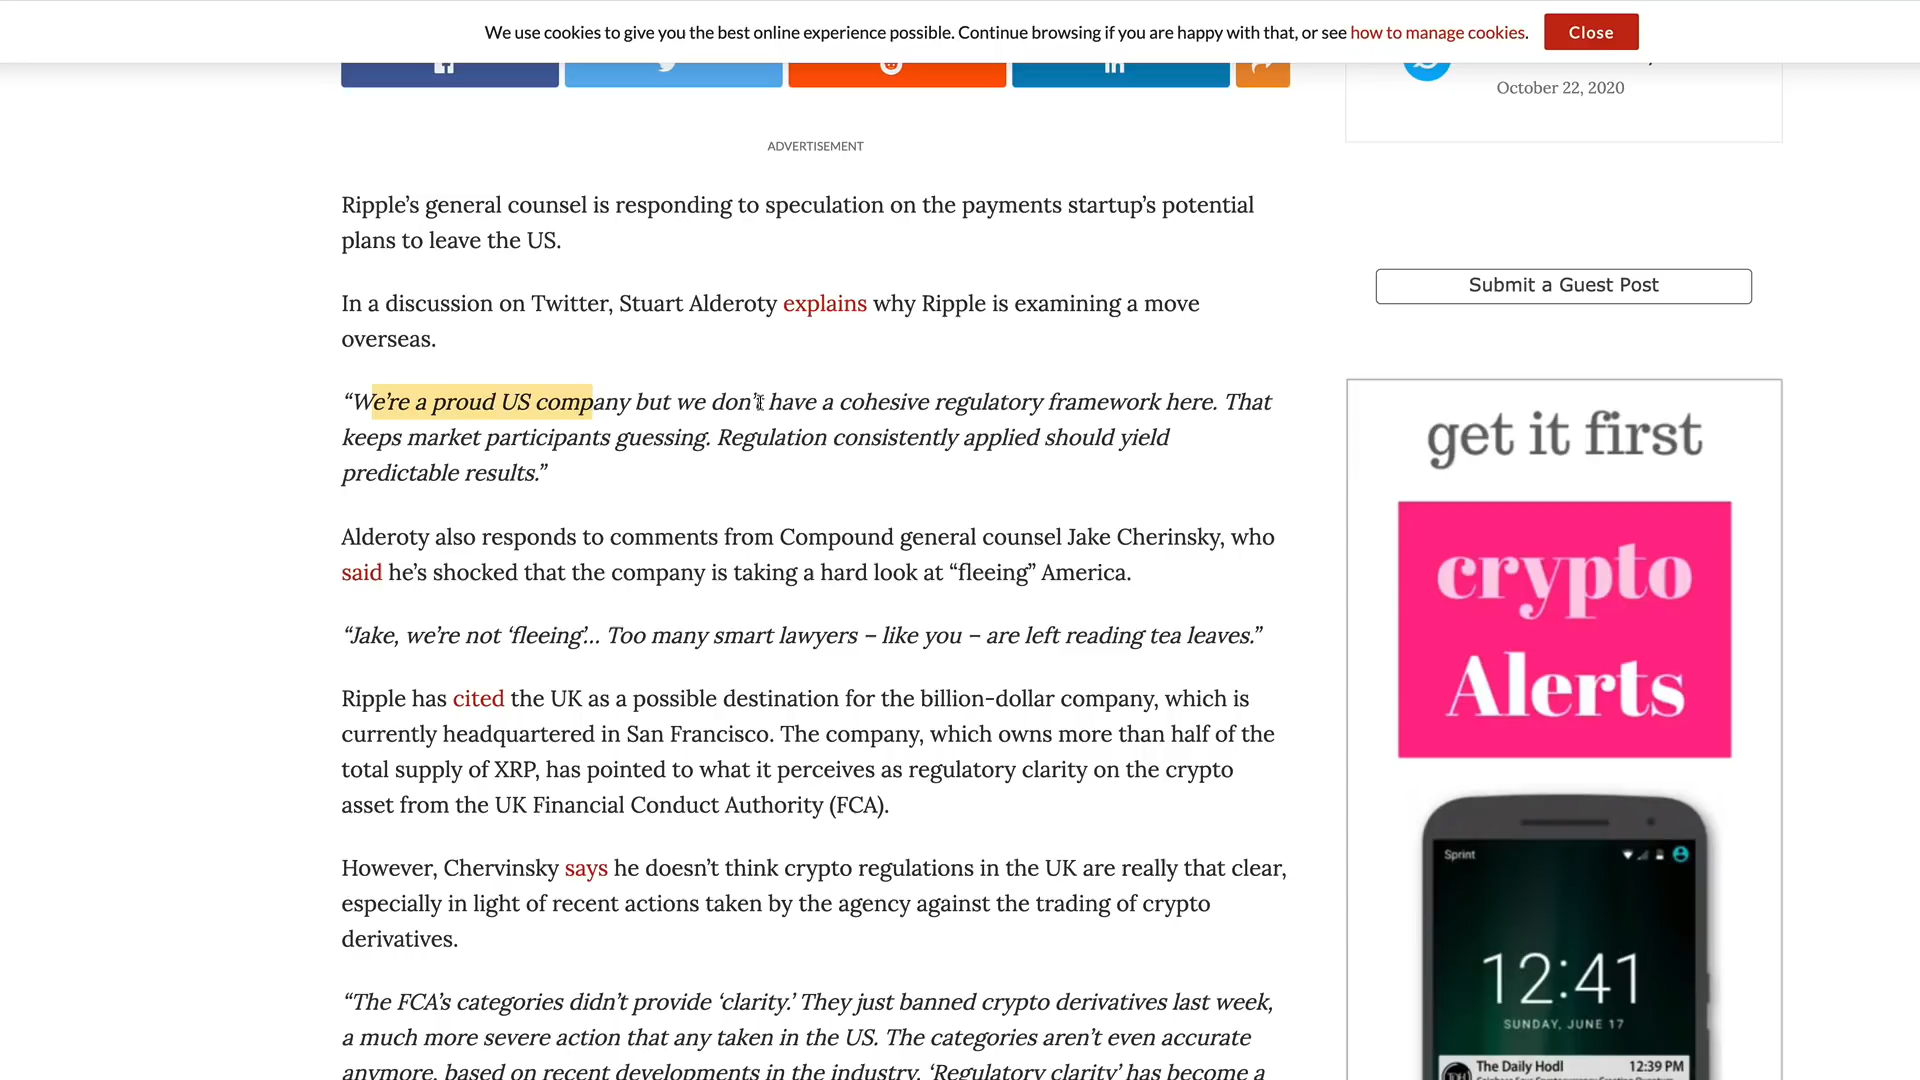 We use cookies to give you the best online experience possible. Continue browsing if you are happy with that, or see how to manage cookies.
Close
October 22, 2020
ADVERTISEMENT
Ripple’s general counsel is responding to speculation on the payments startup’s potential
plans to leave the US.
In a discussion on Twitter, Stuart Alderoty explains why Ripple is examining a move
overseas.
“We’re a proud US company but we don’t have a cohesive regulatory framework here. That
keeps market participants guessing. Regulation consistently applied should yield
predictable results.”
Alderoty also responds to comments from Compound general counsel Jake Cherinsky, who
said he’s shocked that the company is taking a hard look at “fleeing” America.
“Jake, we’re not ‘fleeing’… Too many smart lawyers – like you – are left reading tea leaves.”
Ripple has cited the UK as a possible destination for the billion-dollar company, which is
currently headquartered in San Francisco. The company, which owns more than half of the
total supply of XRP, has pointed to what it perceives as regulatory clarity on the crypto
asset from the UK Financial Conduct Authority (FCA).
However, Chervinsky says he doesn’t think crypto regulations in the UK are really that clear,
especially in light of recent actions taken by the agency against the trading of crypto
derivatives.
“The FCA’s categories didn’t provide ‘clarity.’ They just banned crypto derivatives last week,
a much more severe action that any taken in the US. The categories aren’t even accurate
anymore, based on recent developments in the industry. ‘Regulatory clarity’ has become a
Submit a Guest Post
get it first
crypto
Alerts
Sprint
12:41
SUNDAY, JUNE 17
The Daily Hodl 12:39 PM